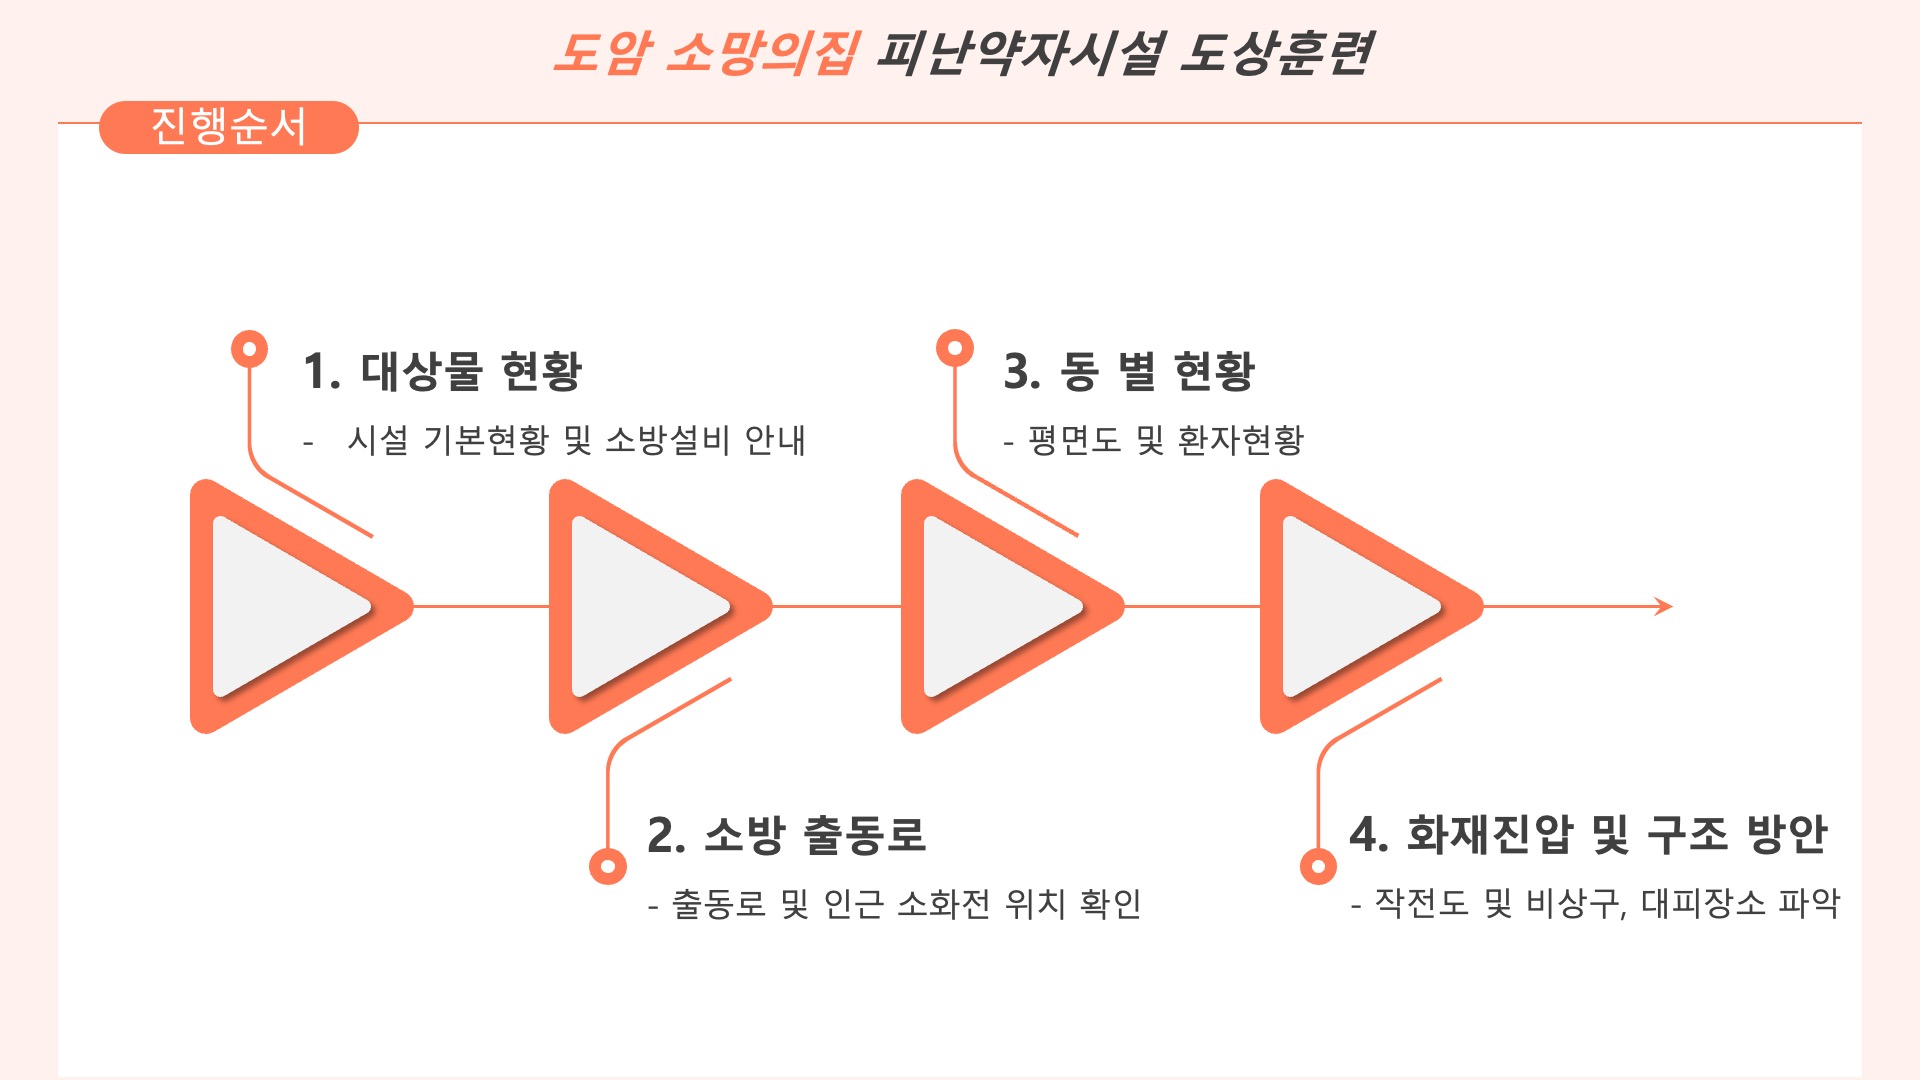 도암 소망의집 피난약자시설 도상훈련
진행순서
1. 대상물 현황
- 시설 기본현황 및 소방설비 안내
2. 소방 출동로
- 출동로 및 인근 소화전 위치 확인
3. 동 별 현황
- 평면도 및 환자현황
4. 화재진압 및 구조 방안
- 작전도 및 비상구, 대피장소 파악